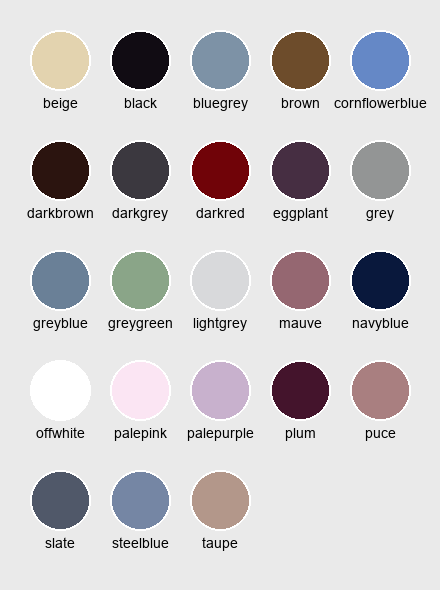 beige black bluegrey brown cornflowerblue
darkbrown darkgrey darkred eggplant grey
greyblue greygreen lightgrey mauve navyblue
offwhite palepink palepurple plum puce
slate steelblue taupe